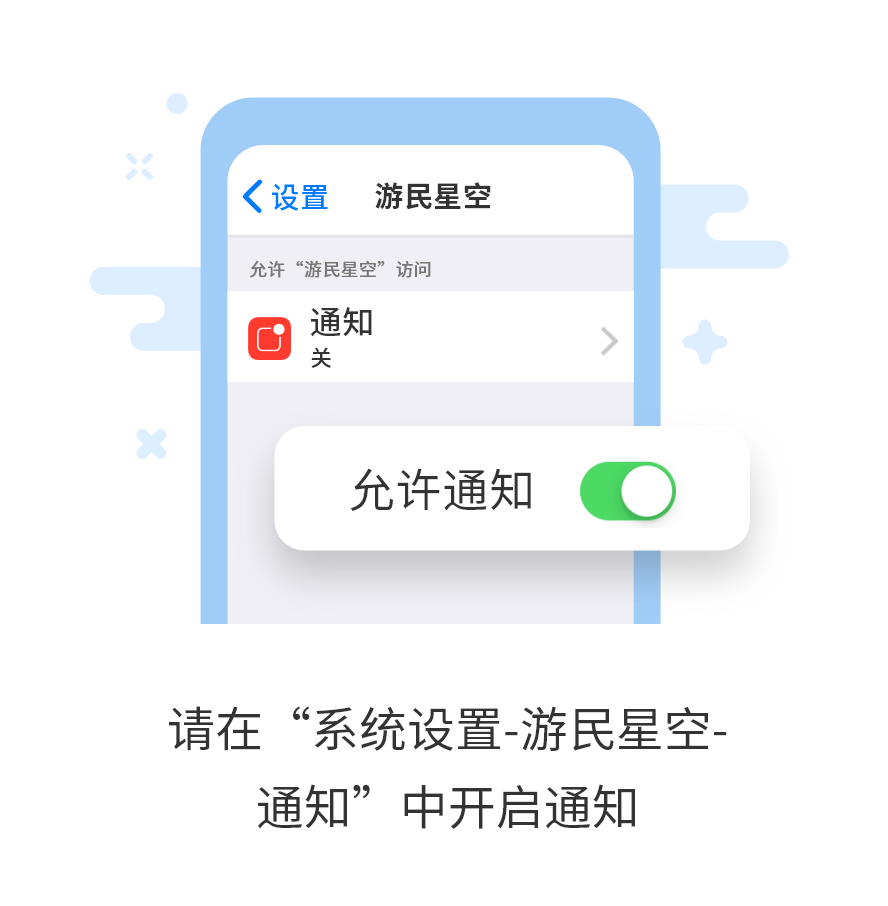 设置 游民星空
允许“游民星空”访问
通知
关
允许通知
请在“系统设置-游民星空-
通知”中开启通知